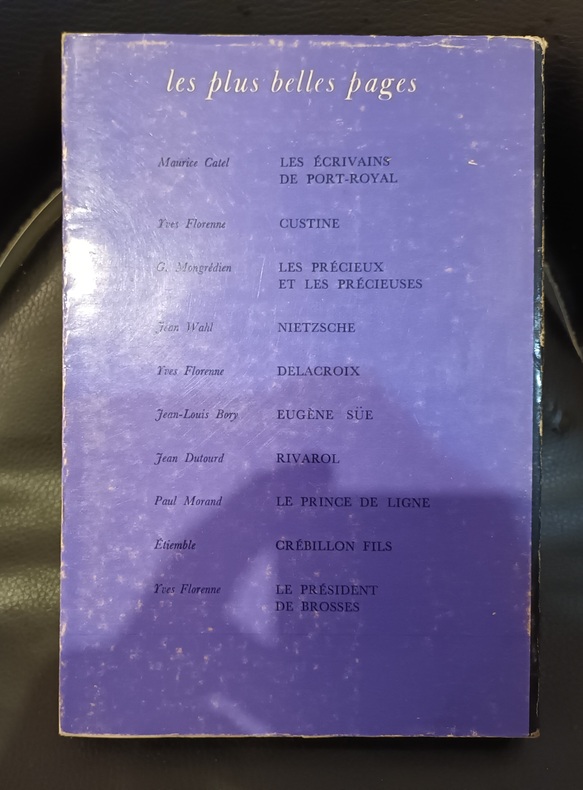 les plus belles pages
Maurice Catel LES ÉCRIVAINS
DE PORT-ROYAL
Yves Florenne CUSTINE
G. Mongrédien LES PRÉCIEUX
ET LES PRÉCIEUSES
Jean Wahl NIETZSCHE
Yves Florenne DELACROIX
Jean-Louis Bory EUGÈNE SÜE
Jean Dutourd RIVAROL
Paul Morand LE PRINCE DE LIGNE
Étiemble CRÉBILLON FILS
Yves Florenne LE PRÉSIDENT
DE BROSSES